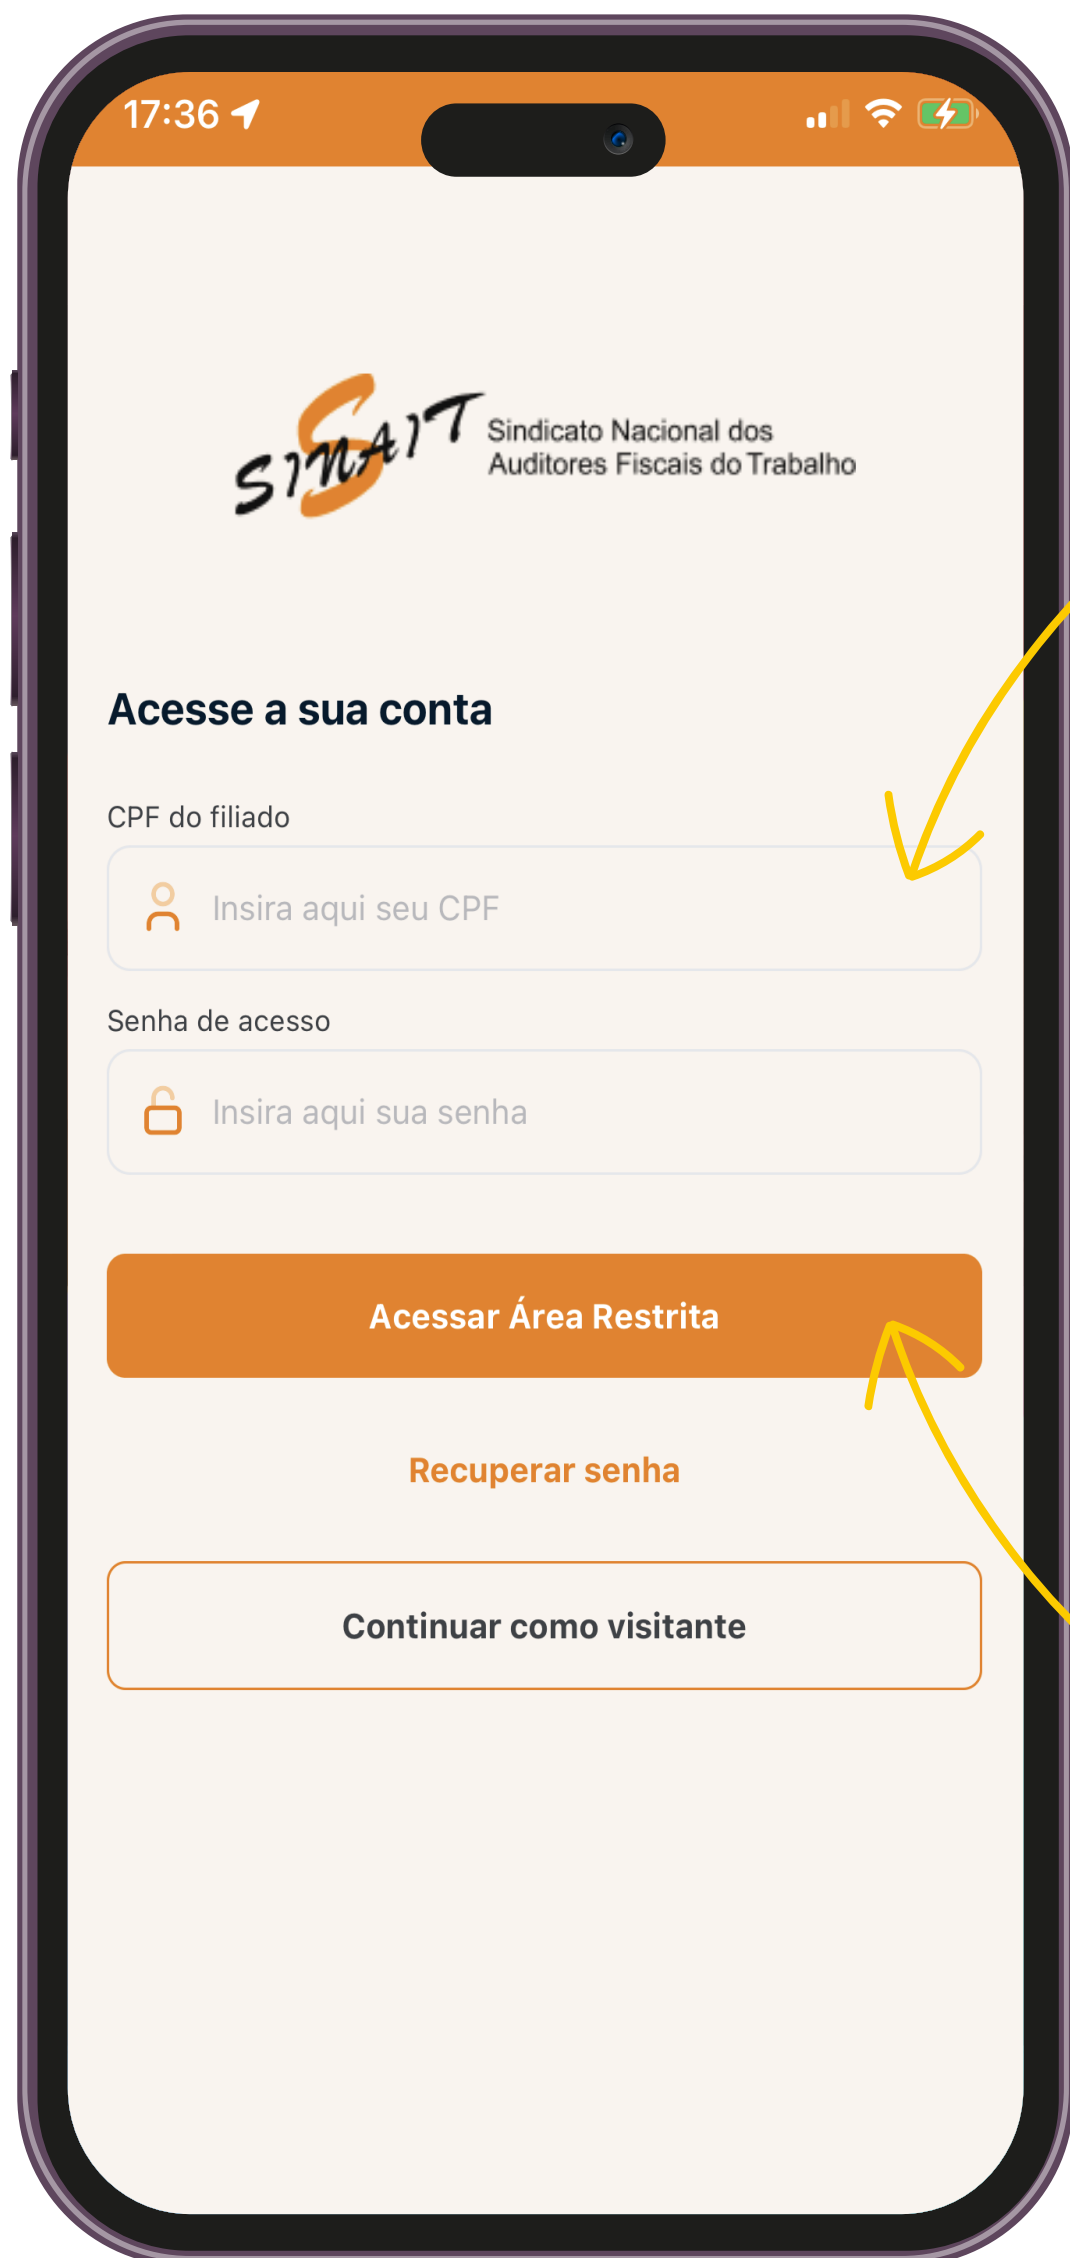 17:36
SINAIT
Sindicato Nacional dos
Auditores Fiscais do Trabalho
Acesse a sua conta
CPF do filiado
Insira aqui seu CPF
Senha de acesso
Insira aqui sua senha
Acessar Área Restrita
Recuperar senha
Continuar como visitante